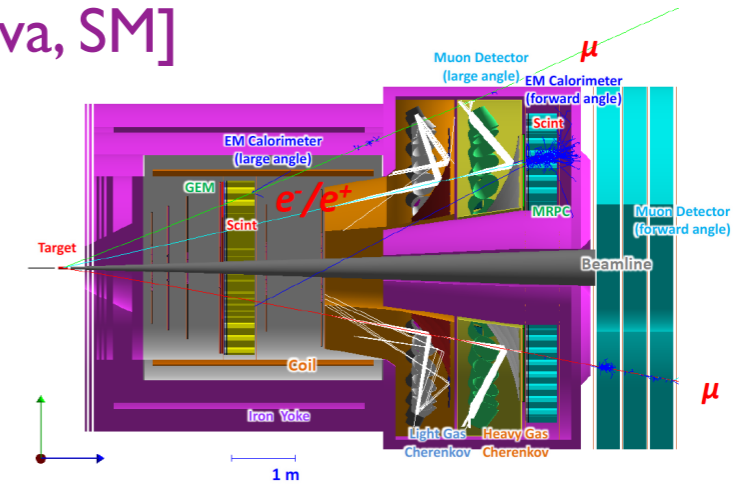 va, SM]
μ
Muon Detector
(large angle)
EM Calorimeter
(forward angle)
Scint
EM Calorimeter
(large angle)
GEM
e⁻/e⁺
Scint
MRPC
Muon Detector
(forward angle)
Target
Beamline
Coil
μ
Iron Yoke
Light Gas
Cherenkov
Heavy Gas
Cherenkov
1 m